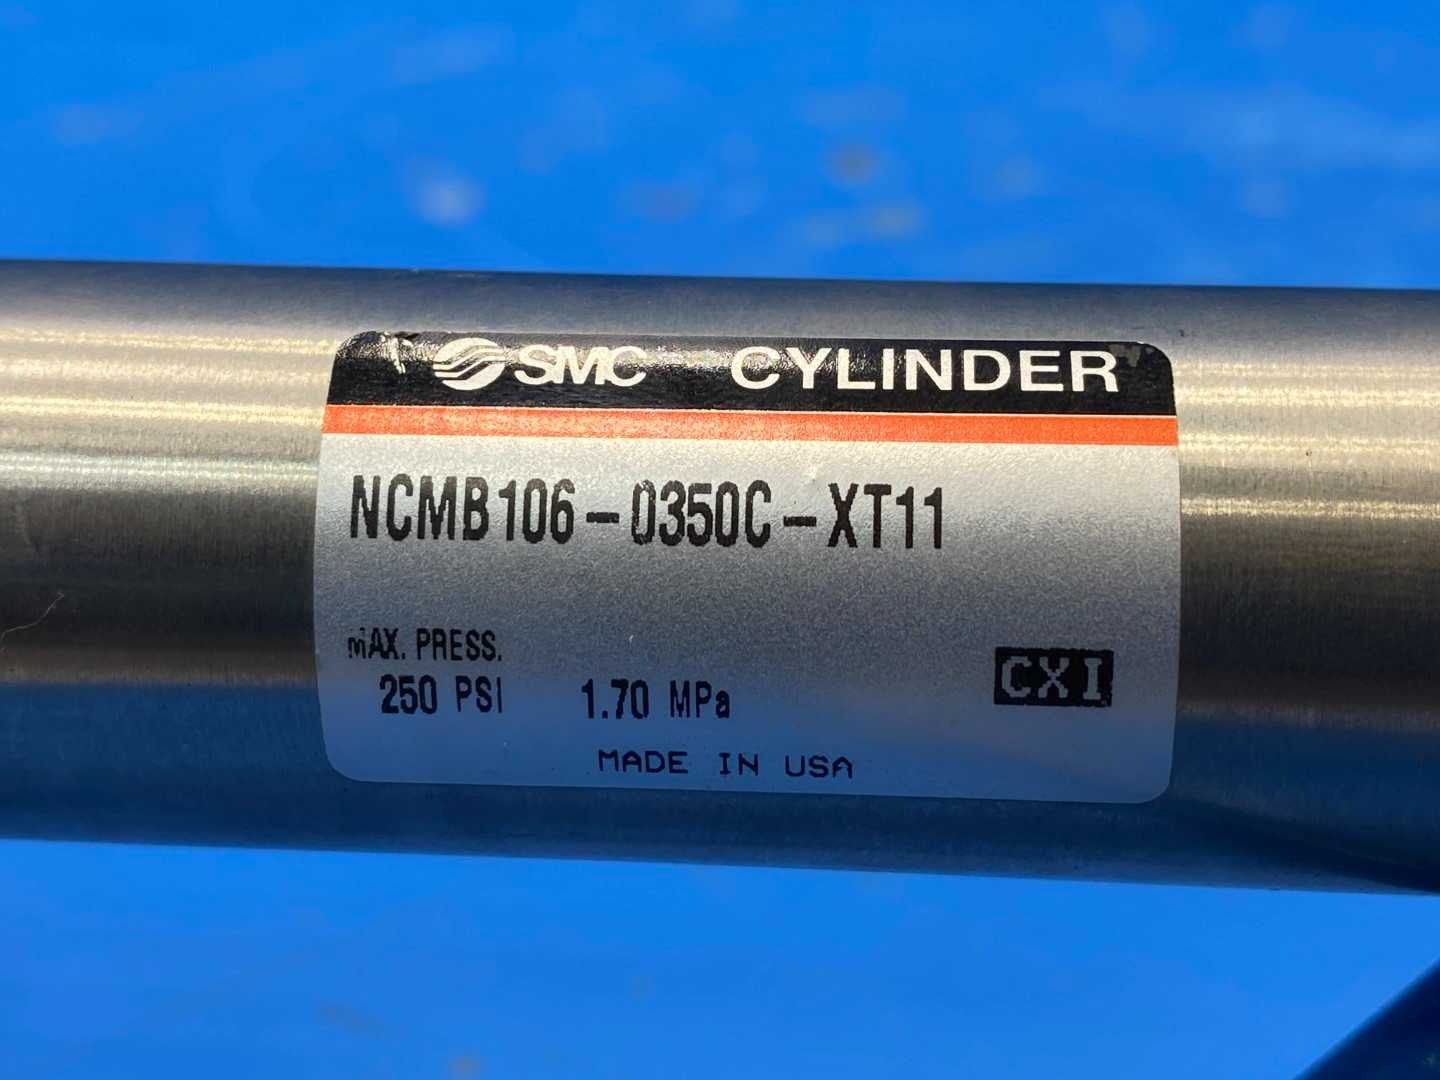 SMC CYLINDER
NCMB106-0350C-XT11
MAX. PRESS.
250 PSI 1.70 MPa
CXI
MADE IN USA